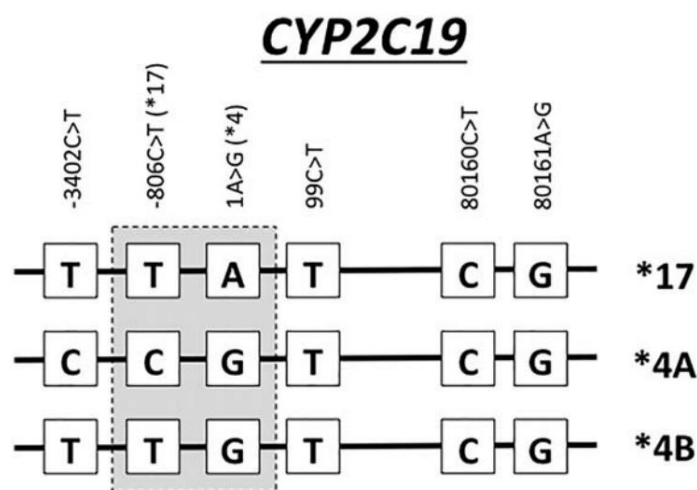 CYP2C19
-3402C>T
-806C>T (*17)
1A>G (*4)
99C>T
80160C>T
80161A>G
T T A T C G *17
C C G T C G *4A
T T G T C G *4B